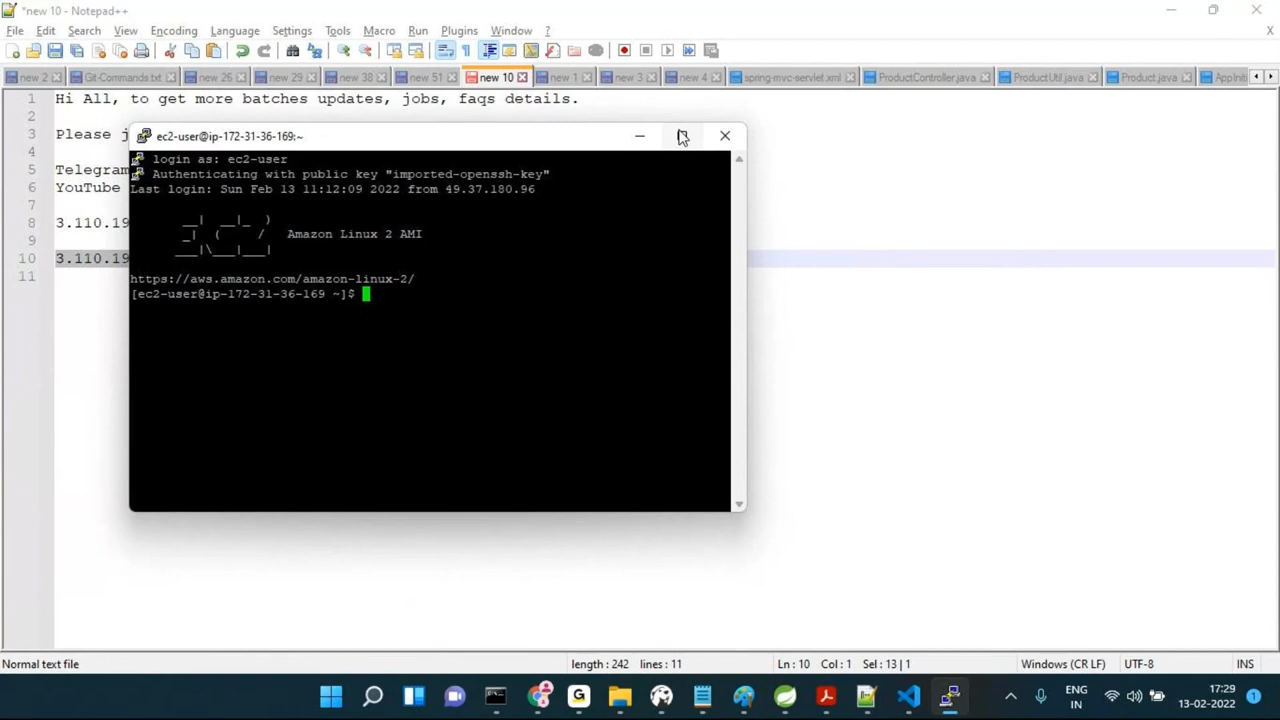 *new 10 - Notepad++
File Edit Search View Encoding Language Settings Tools Macro Run Plugins Window ? X
new 2 Git-Commands.txt new 26 new 29 new 38 new 51 new 10 new 1 new 3 new 4 spring-mvc-servlet.xml ProductController.java ProductUtil.java Product.java AppInit
1 Hi All, to get more batches updates, jobs, faqs details.
2
3 Please j
4
5 Telegram
6 YouTube
7
8 3.110.19
9
10 3.110.19
11
ec2-user@ip-172-31-36-169:~
login as: ec2-user
Authenticating with public key "imported-openssh-key"
Last login: Sun Feb 13 11:12:09 2022 from 49.37.180.96
__|  __|_  )
_|  (     /   Amazon Linux 2 AMI
___|\___|___|
https://aws.amazon.com/amazon-linux-2/
[ec2-user@ip-172-31-36-169 ~]$
Normal text file length : 242 lines : 11 Ln : 10 Col : 1 Sel : 13 | 1 Windows (CR LF) UTF-8 INS
ENG
IN
17:29
13-02-2022
1